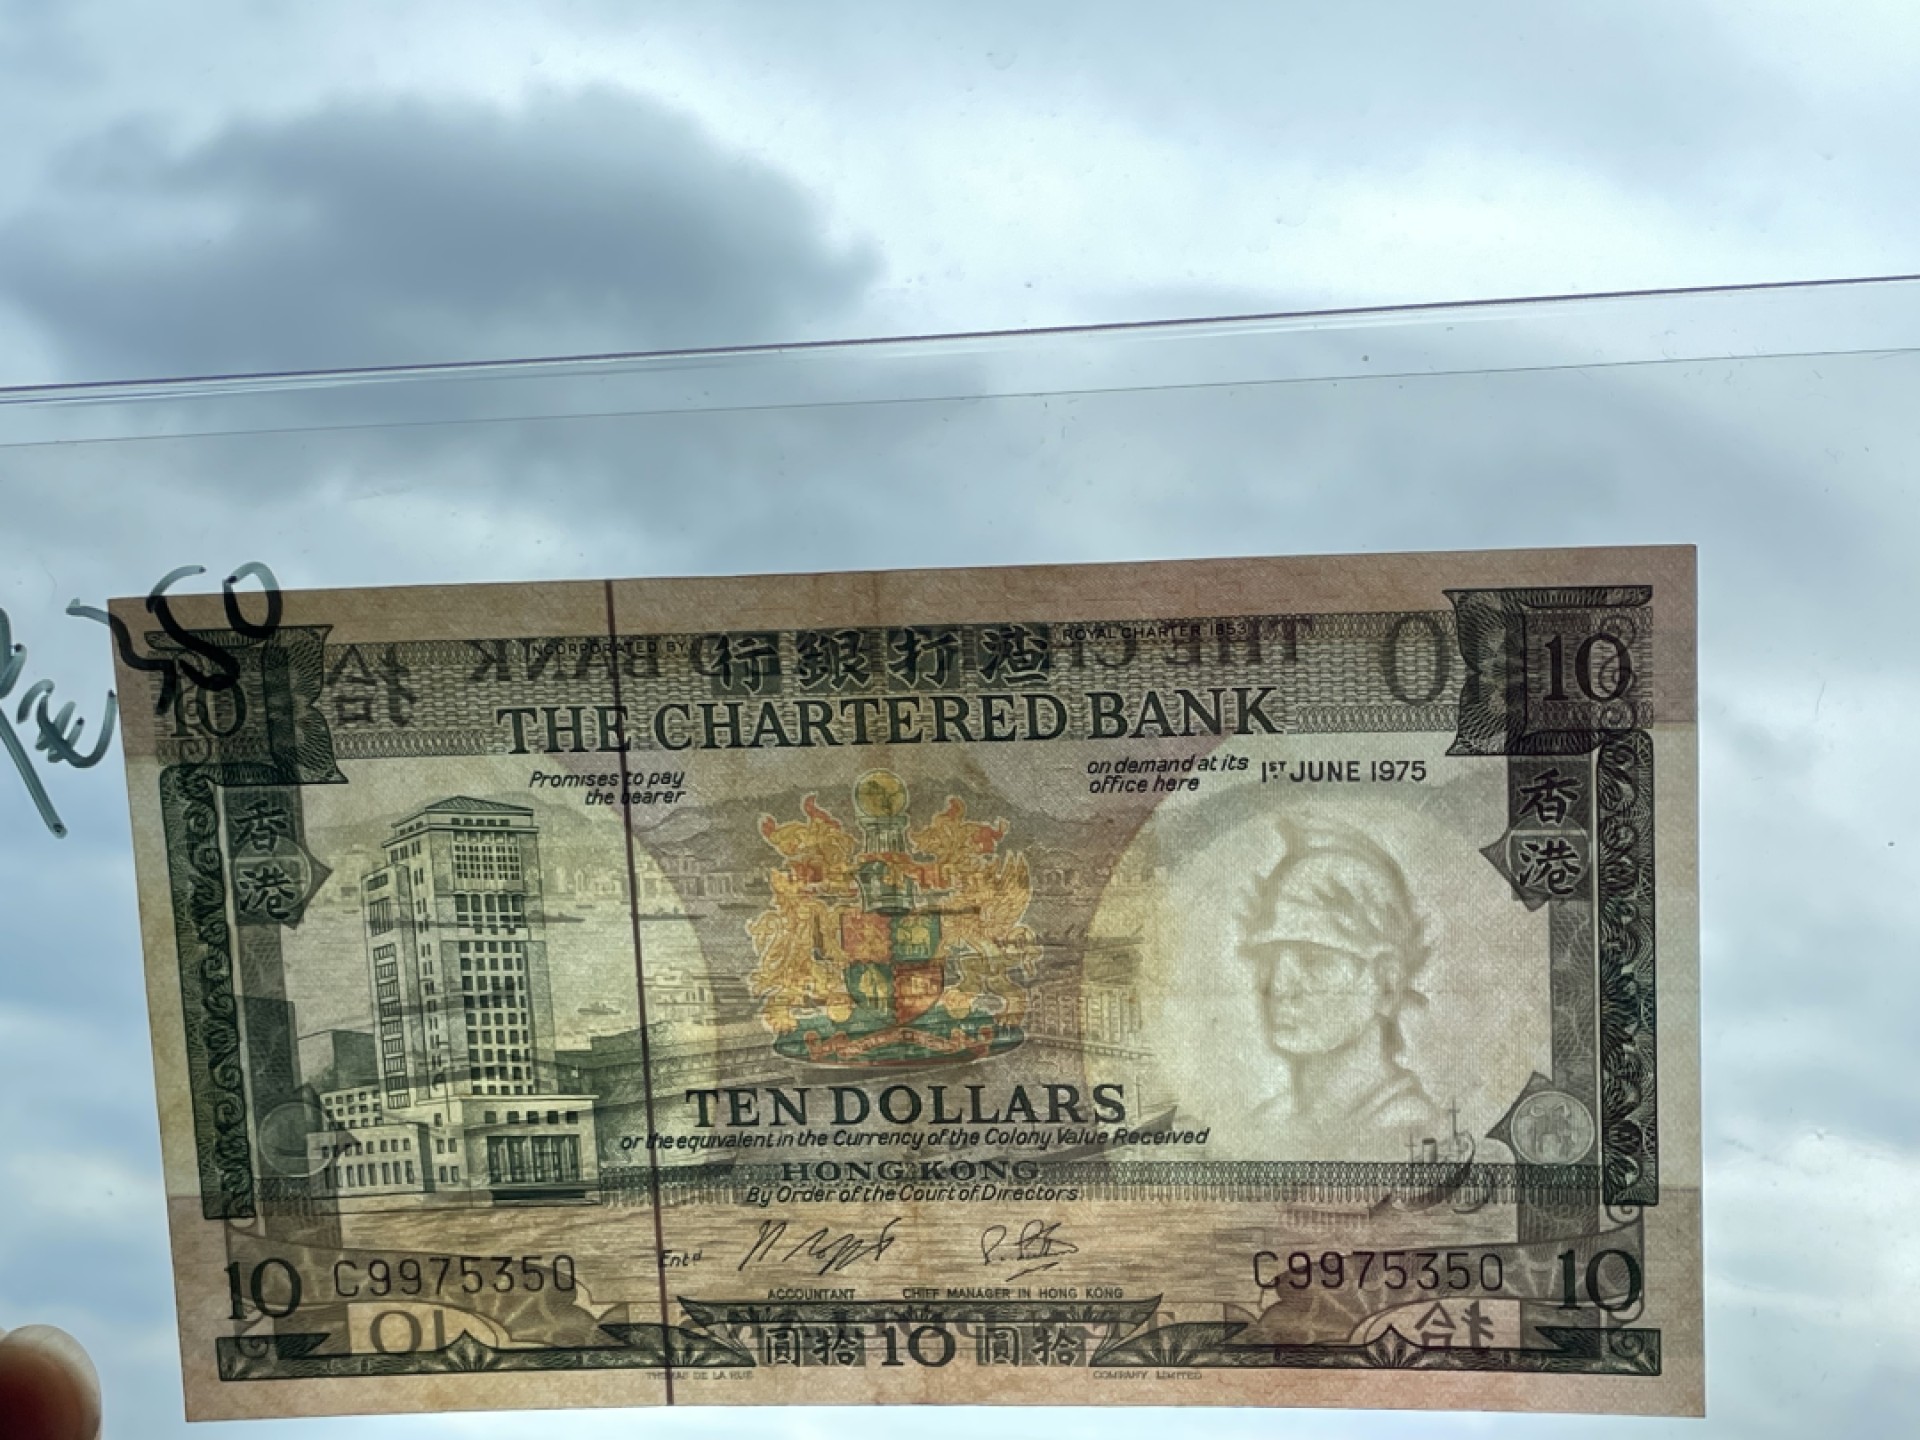 INCORPORATED BY ROYAL CHARTER 1853
行銀打渣
10 THE CHARTERED BANK 10
Promises to pay the bearer
on demand at its office here
1ST JUNE 1975
香港
香港
TEN DOLLARS
or the equivalent in the Currency of the Colony Value Received
HONG KONG
By Order of the Court of Directors
Entd
10 C9975350
C9975350 10
ACCOUNTANT
CHIEF MANAGER IN HONG KONG
圓拾 10 圓拾
THOMAS DE LA RUE
COMPANY, LIMITED